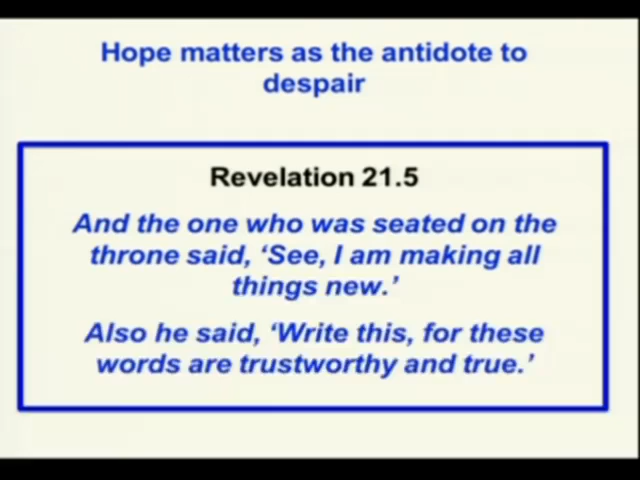 Hope matters as the antidote to
despair
Revelation 21.5
And the one who was seated on the
throne said, ‘See, I am making all
things new.’
Also he said, ‘Write this, for these
words are trustworthy and true.’